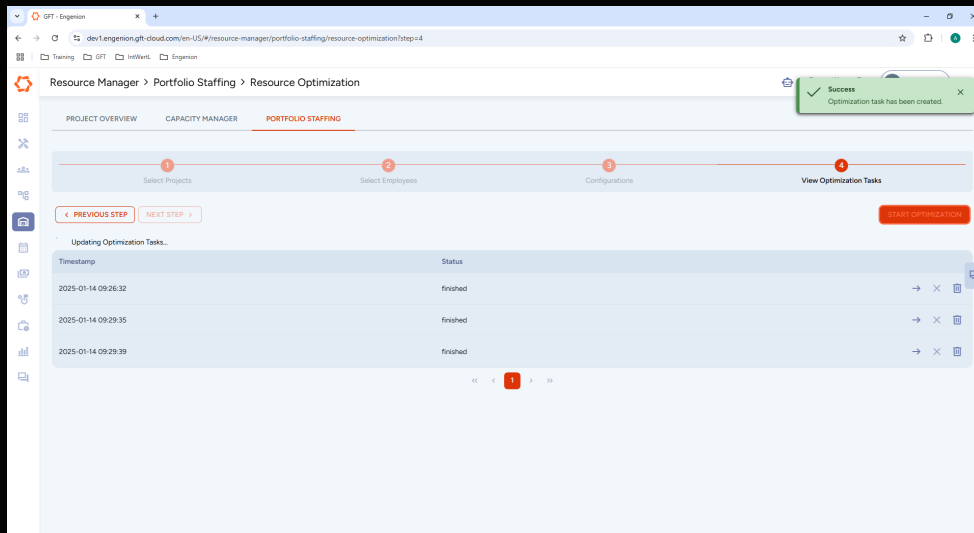 GFT - Engenion
dev1.engenion.gft-cloud.com/en-US/#/resource-manager/portfolio-staffing/resource-optimization?step=4
Training GFT IntWertL Engenion
Resource Manager > Portfolio Staffing > Resource Optimization
Success
Optimization task has been created.
PROJECT OVERVIEW CAPACITY MANAGER PORTFOLIO STAFFING
1 2 3 4
Select Projects Select Employees Configurations View Optimization Tasks
< PREVIOUS STEP NEXT STEP > START OPTIMIZATION
Updating Optimization Tasks...
Timestamp Status
2025-01-14 09:26:32 finished
2025-01-14 09:29:35 finished
2025-01-14 09:29:39 finished
« < 1 > »